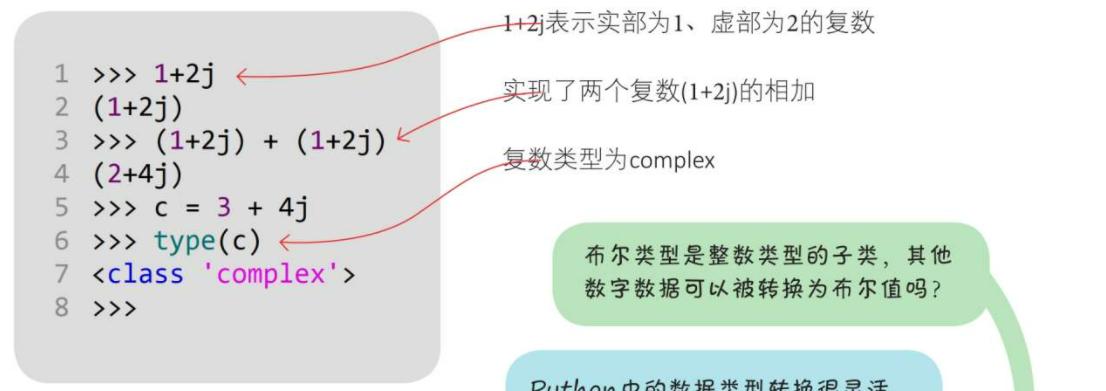 1 >>> 1+2j
2 (1+2j)
3 >>> (1+2j) + (1+2j)
4 (2+4j)
5 >>> c = 3 + 4j
6 >>> type(c)
7 <class 'complex'>
8 >>>
1+2j表示实部为1、虚部为2的复数
实现了两个复数(1+2j)的相加
复数类型为complex
布尔类型是整数类型的子类，其他
数字数据可以被转换为布尔值吗？
Python中的数据类型转换很灵活